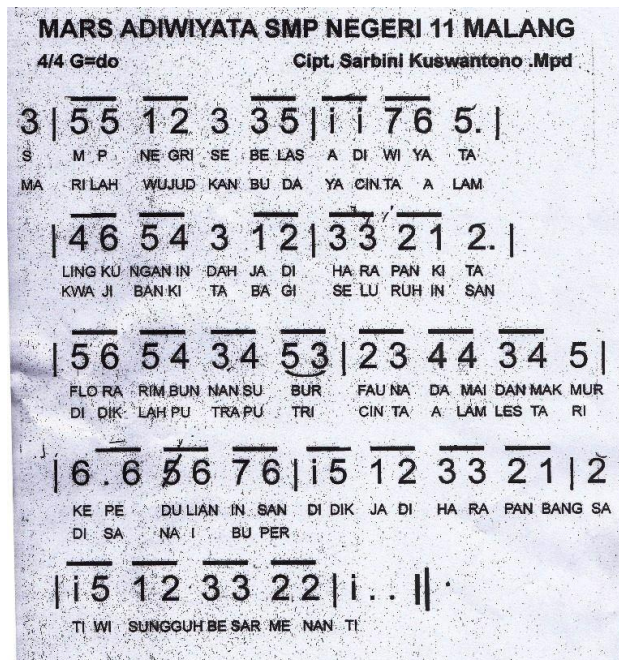 MARS ADIWIYATA SMP NEGERI 11 MALANG
4/4 G=do Cipt. Sarbini Kuswantono .Mpd
3 | 55 12 3 35 | i i 76 5. |
S M P NE GRI SE BE LAS A DI WI YA TA
MA RI LAH WUJUD KAN BU DA YA CIN.TA A LAM
| 46 54 3 12 | 33 21 2. |
LING KU NGAN IN DAH JA DI HA RA PAN KI TA
KWA JI BAN KI TA BA GI SE LU RUH IN SAN
| 56 54 34 53 | 23 44 34 5 |
FLO RA RIM BUN NAN SU BUR FAU NA DA MAI DAN MAK MUR
DI DIK LAH PU TRA PU TRI CIN TA A LAM LES TA RI
| 6 . 6 56 76 | i5 12 33 21 | 2
KE PE DU LIAN IN SAN DI DIK JA DI HA RA PAN BANG SA
DI SA NA I BU PER
| i5 12 33 22 | i . . ||
TI WI SUNGGUH BE SAR ME NAN TI